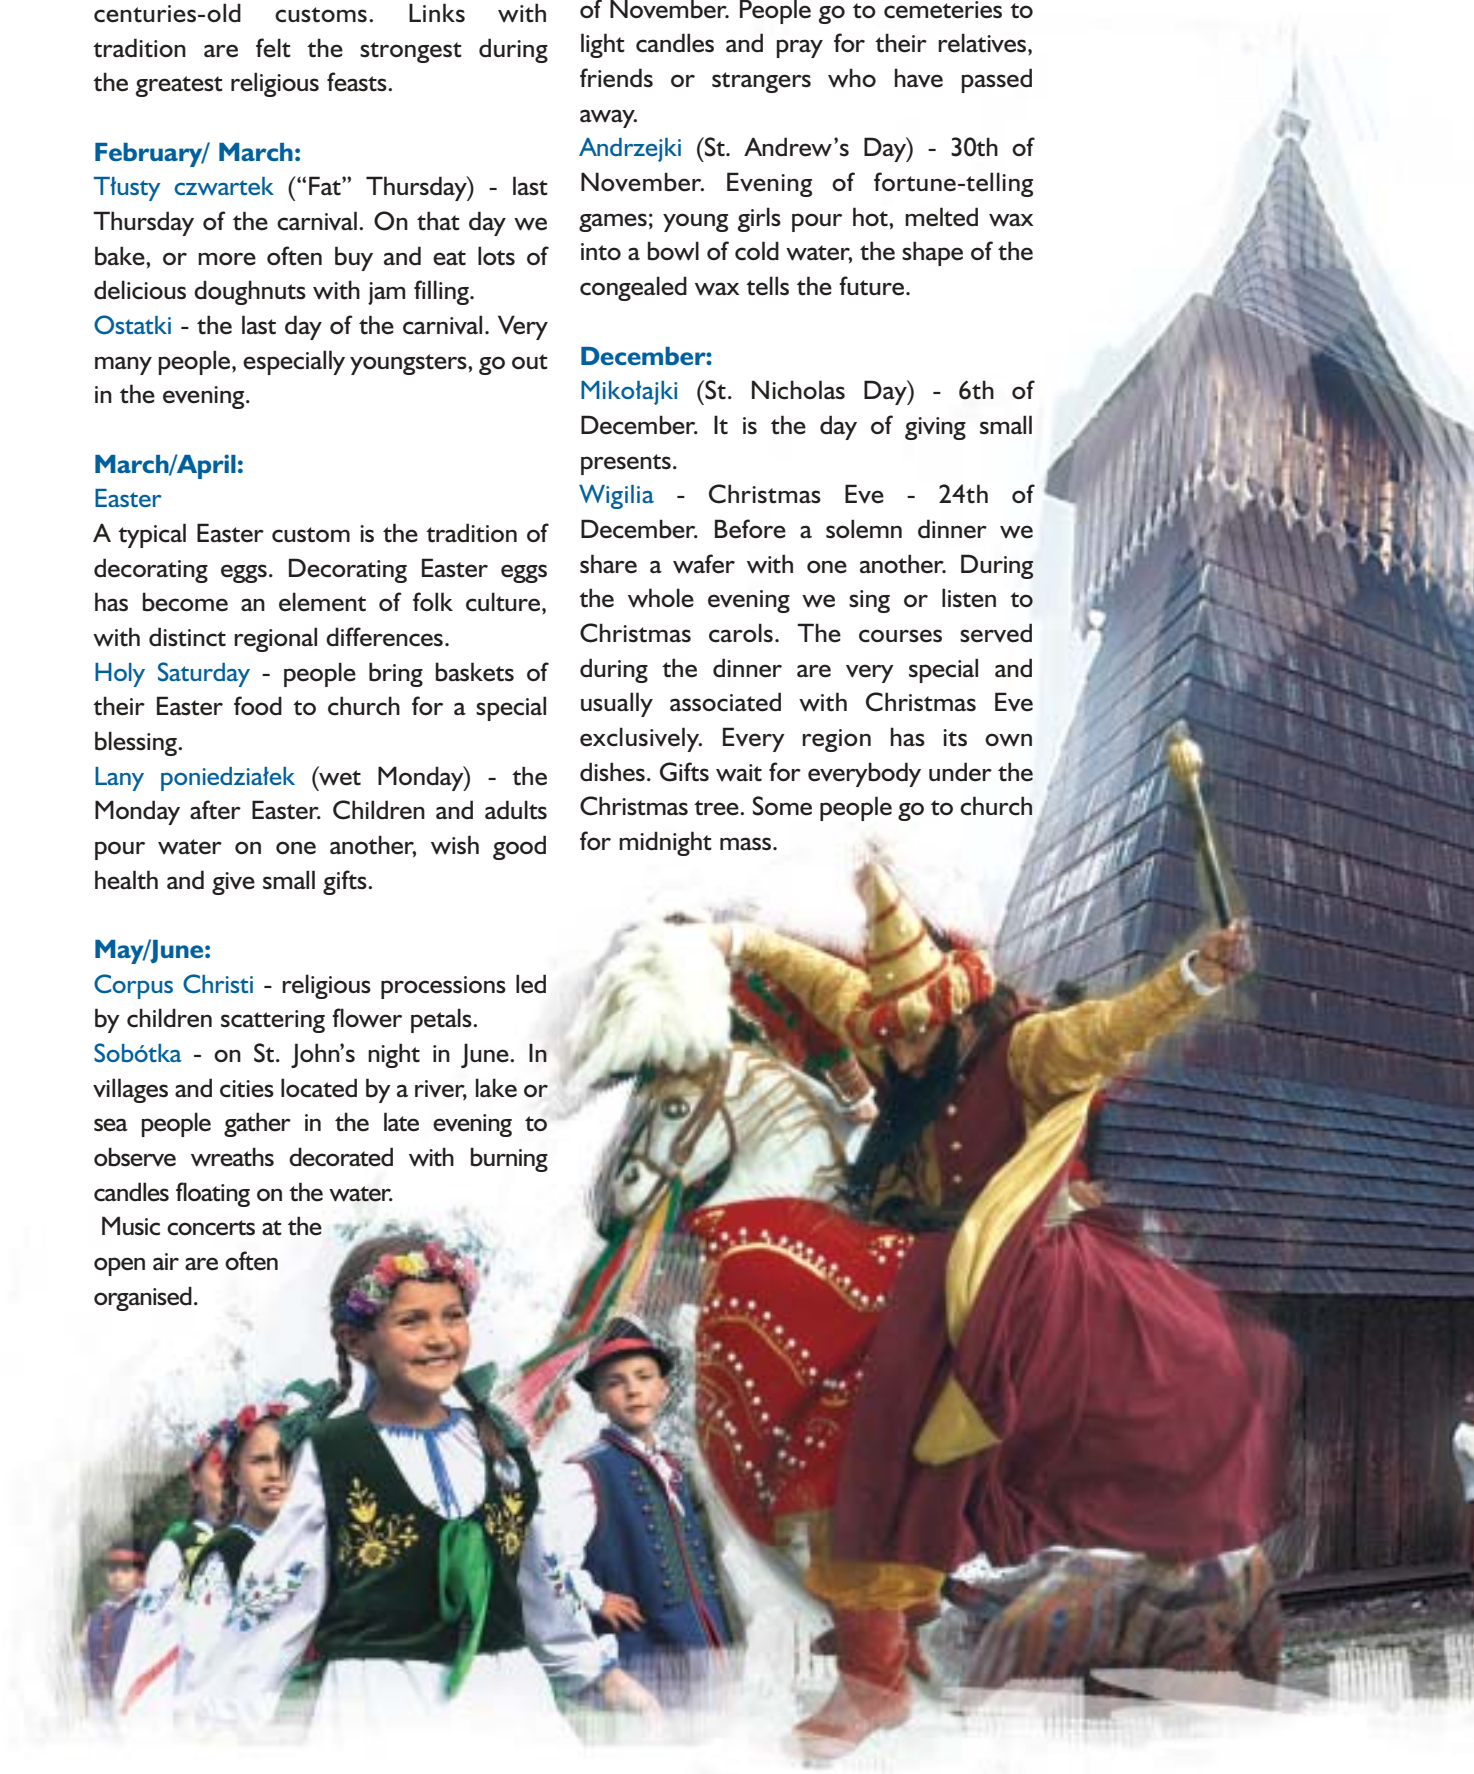 centuries-old customs. Links with
tradition are felt the strongest during
the greatest religious feasts.
February/ March:
Tłusty czwartek (“Fat” Thursday) - last
Thursday of the carnival. On that day we
bake, or more often buy and eat lots of
delicious doughnuts with jam filling.
Ostatki - the last day of the carnival. Very
many people, especially youngsters, go out
in the evening.
March/April:
Easter
A typical Easter custom is the tradition of
decorating eggs. Decorating Easter eggs
has become an element of folk culture,
with distinct regional differences.
Holy Saturday - people bring baskets of
their Easter food to church for a special
blessing.
Lany poniedziałek (wet Monday) - the
Monday after Easter. Children and adults
pour water on one another, wish good
health and give small gifts.
May/June:
Corpus Christi - religious processions led
by children scattering flower petals.
Sobótka - on St. John’s night in June. In
villages and cities located by a river, lake or
sea people gather in the late evening to
observe wreaths decorated with burning
candles floating on the water.
Music concerts at the
open air are often
organised.
of November. People go to cemeteries to
light candles and pray for their relatives,
friends or strangers who have passed
away.
Andrzejki (St. Andrew’s Day) - 30th of
November. Evening of fortune-telling
games; young girls pour hot, melted wax
into a bowl of cold water, the shape of the
congealed wax tells the future.
December:
Mikołajki (St. Nicholas Day) - 6th of
December. It is the day of giving small
presents.
Wigilia - Christmas Eve - 24th of
December. Before a solemn dinner we
share a wafer with one another. During
the whole evening we sing or listen to
Christmas carols. The courses served
during the dinner are very special and
usually associated with Christmas Eve
exclusively. Every region has its own
dishes. Gifts wait for everybody under the
Christmas tree. Some people go to church
for midnight mass.